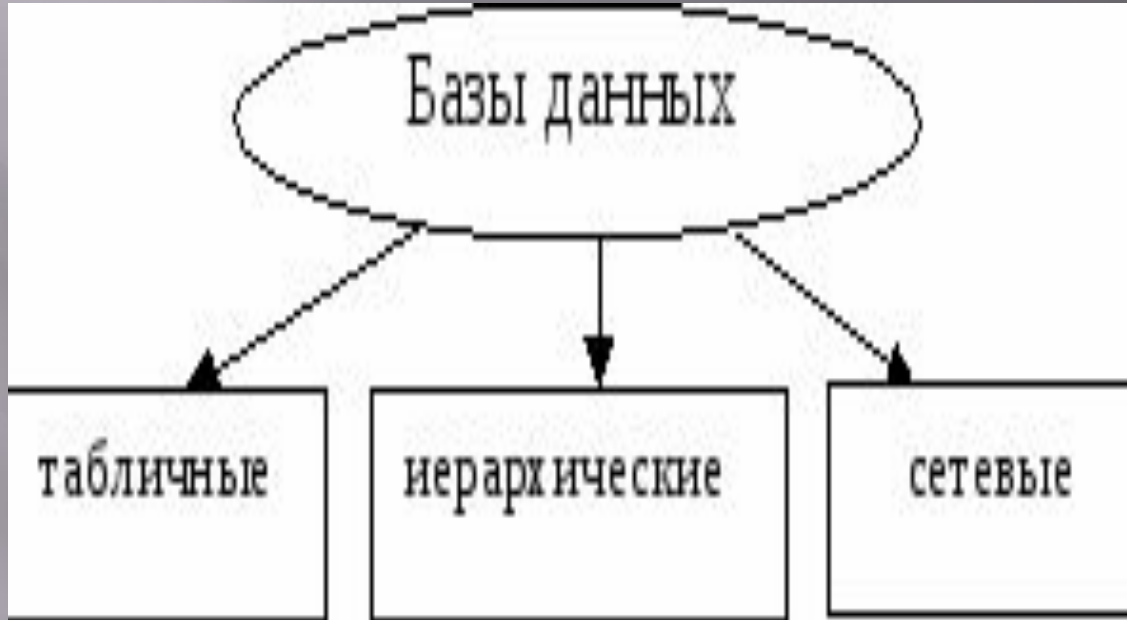 Базы данных
табличные
иерархические
сетевые